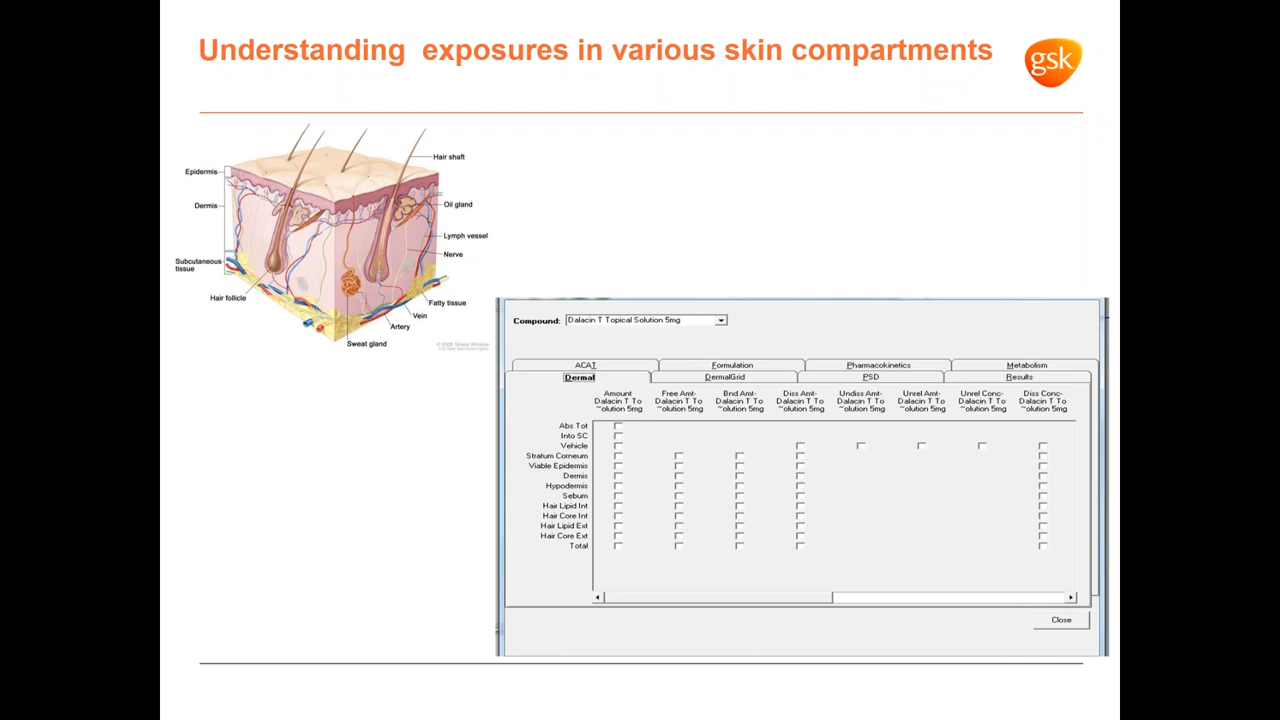 Understanding exposures in various skin compartments
gsk
Hair shaft
Epidermis
Dermis
Oil gland
Lymph vessel
Nerve
Subcutaneous
tissue
Hair follicle
Fatty tissue
Vein
Artery
Sweat gland
Compound: Dalacin T Topical Solution 5mg
ACAT Formulation Pharmacokinetics Metabolism
Dermal DermalGrid PSD Results
Amount Free Amt- Bnd Amt- Diss Amt- Undiss Amt- Unrel Amt- Unrel Conc- Diss Conc-
Dalacin T To Dalacin T To Dalacin T To Dalacin T To Dalacin T To Dalacin T To Dalacin T To Dalacin T To
~olution 5mg ~olution 5mg ~olution 5mg ~olution 5mg ~olution 5mg ~olution 5mg ~olution 5mg ~olution 5mg
Abs Tot
Into SC
Vehicle
Stratum Corneum
Viable Epidermis
Dermis
Hypodermis
Sebum
Hair Lipid Int
Hair Core Int
Hair Lipid Ext
Hair Core Ext
Total
Close